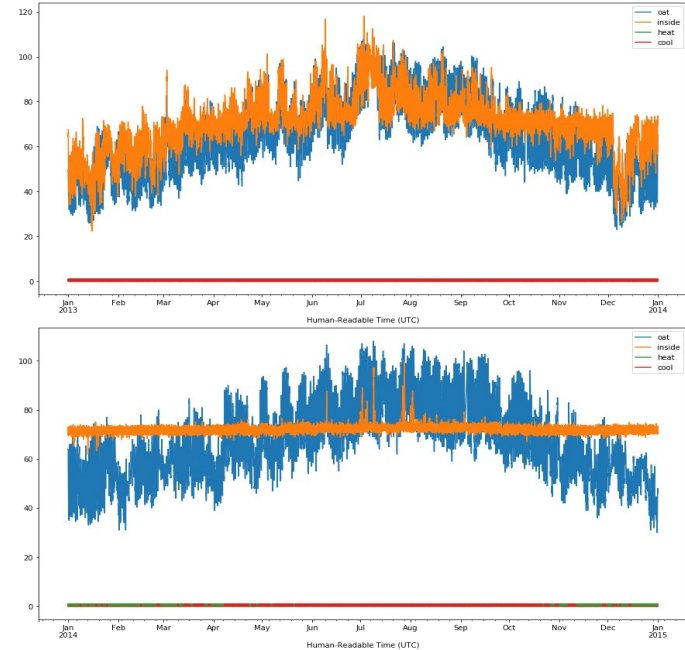 120
100
80
60
40
20
0
oat
inside
heat
cool
Jan Feb Mar Apr May Jun Jul Aug Sep Oct Nov Dec Jan
2013 2014
Human-Readable Time (UTC)
100
80
60
40
20
0
oat
inside
heat
cool
Jan Feb Mar Apr May Jun Jul Aug Sep Oct Nov Dec Jan
2014 2015
Human-Readable Time (UTC)